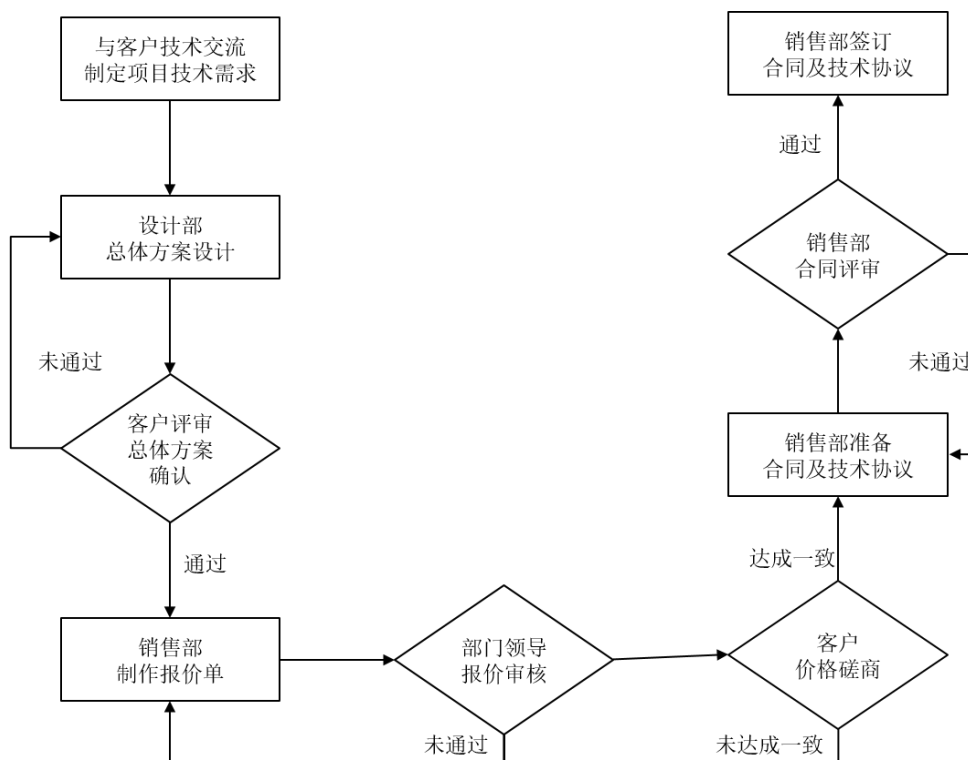 与客户技术交流
制定项目技术需求
设计部
总体方案设计
未通过
客户评审
总体方案
确认
通过
销售部
制作报价单
部门领导
报价审核
未通过
客户
价格磋商
未达成一致
达成一致
销售部准备
合同及技术协议
未通过
销售部
合同评审
通过
销售部签订
合同及技术协议